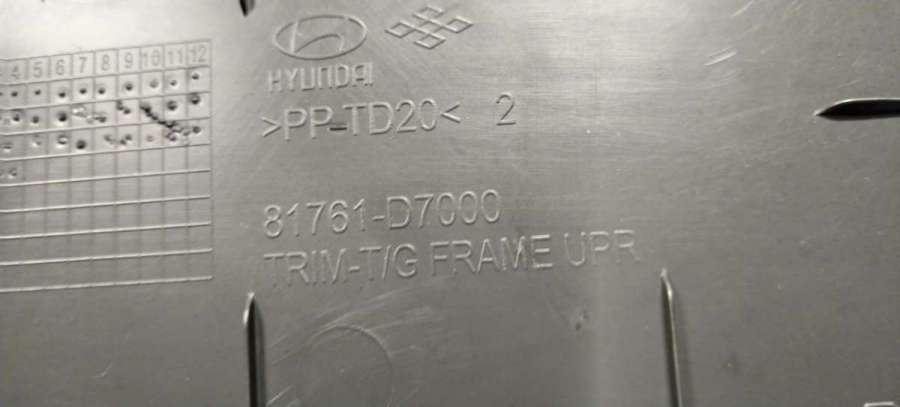 4 5 6 7 8 9 10 11 12
HYUNDAI
>PP-TD20< 2
81761-D7000
TRIM-T/G FRAME UPR